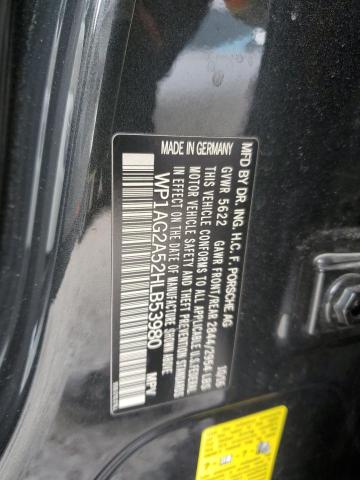 MADE IN GERMANY
MFD BY DR. ING. H.C.F. PORSCHE AG 10/16
GVWR 5622 GAWR FRONT/REAR 2844/2954 LBS
THIS VEHICLE CONFORMS TO ALL APPLICABLE U.S. FEDERAL
MOTOR VEHICLE SAFETY AND THEFT PREVENTION STANDARDS
IN EFFECT ON THE DATE OF MANUFACTURE SHOWN ABOVE
WP1AG2A52HLB53980 MPV